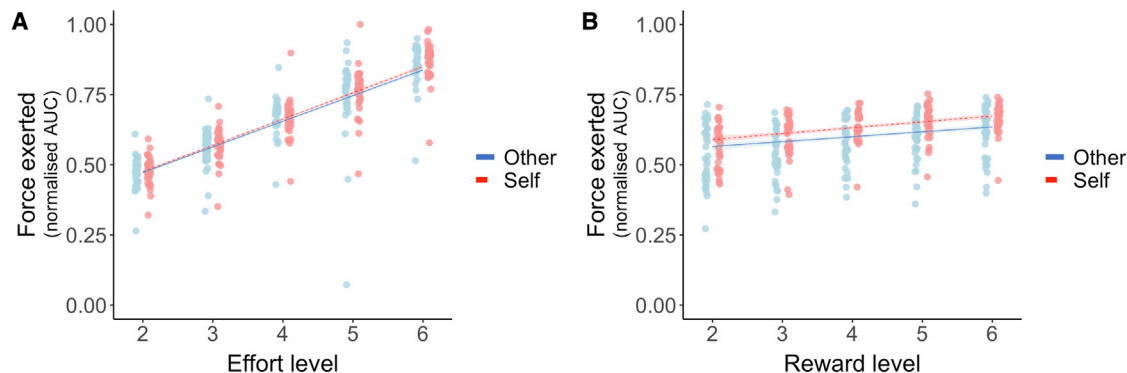 A
1.00
0.75
0.50
0.25
0.00
Force exerted
(normalised AUC)
2 3 4 5 6
Effort level
Other
Self
B
1.00
0.75
0.50
0.25
0.00
Force exerted
(normalised AUC)
2 3 4 5 6
Reward level
Other
Self